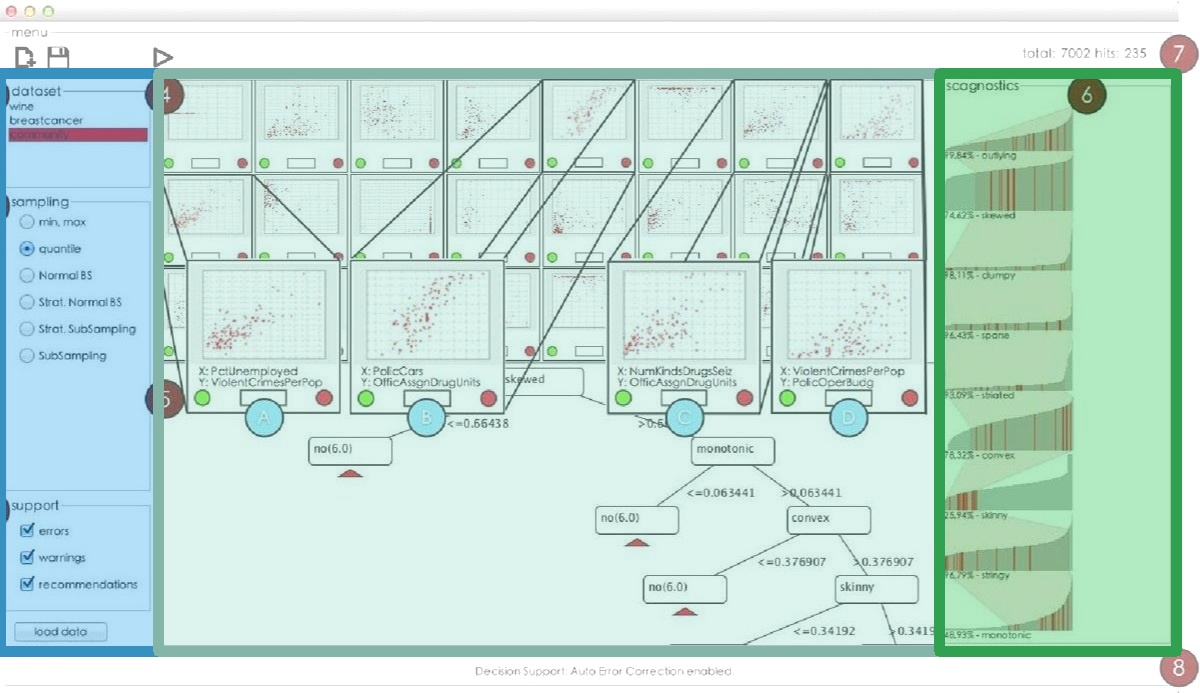 menu
total: 7002 hits: 235
7
dataset
wine
breastcancer
community
4
scagnostics
6
sampling
min, max
quantile
Normal BS
Strat. Normal BS
Strat. SubSampling
SubSampling
5
support
errors
warnings
recommendations
load data
X: PctUnemployed
Y: ViolentCrimesPerPop
A
X: PolicCars
Y: OfficAssgnDrugUnits
B
X: NumKindsDrugsSeiz
Y: OfficAssgnDrugUnits
C
X: ViolentCrimesPerPop
Y: PolicOperBudg
D
skewed
<=0.66438
>0.6
no(6.0)
monotonic
<=0.063441
>0.063441
no(6.0)
convex
<=0.376907
>0.376907
no(6.0)
skinny
<=0.34192
>0.3419
99,84% - outlying
74,62% - skewed
98,11% - clumpy
96,43% - sparse
93,09% - striated
78,32% - convex
25,94% - skinny
96,79% - stringy
48,93% - monotonic
Decision Support: Auto Error Correction enabled.
8